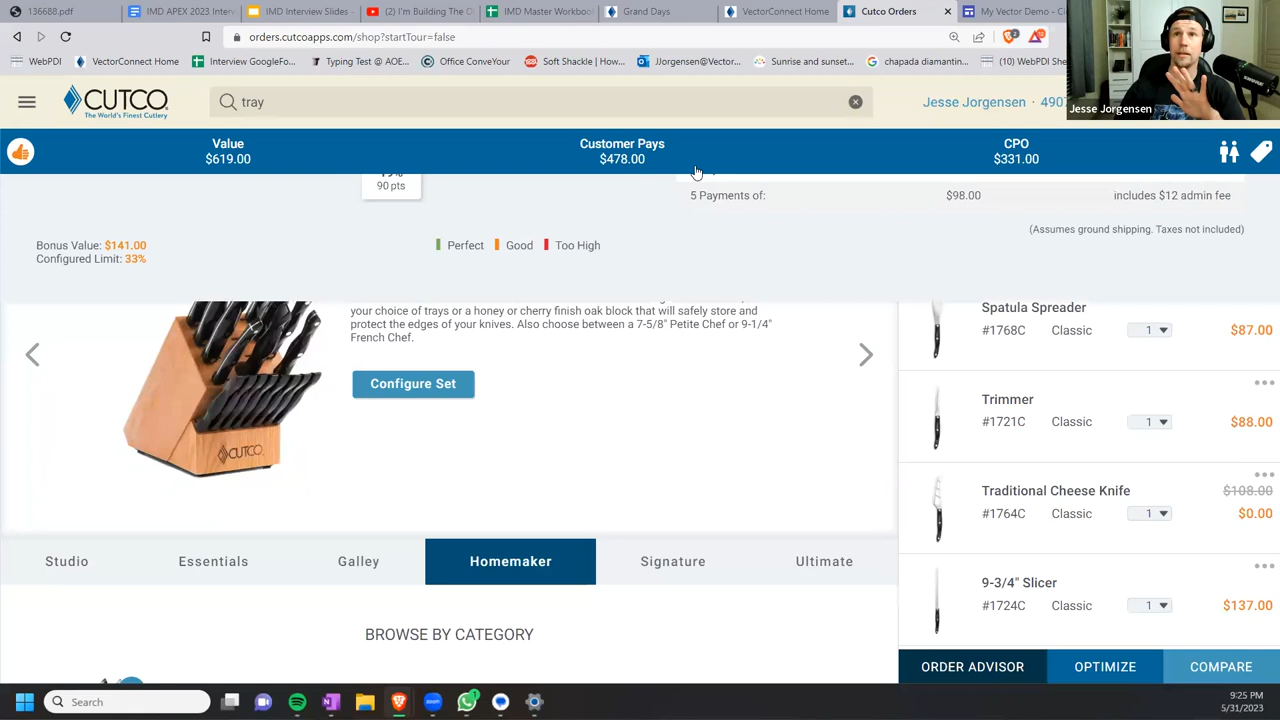 136688.pdf
IMD APEX 2023 Interv
IMD Interview Slides -
(2) I'm Building The O
IMD Master Workboo
Grand Days
VectorConnect Home
Cutco Orders
My Vector Demo - Ci
orders.cutcoapps.com/shop?startTour=false
WebPDI
VectorConnect Home
Interview GoogleFo...
Typing Test @ AOE...
Office CoreYour
Soft Shackle | How...
JJorgensen@Vector...
Sunrise and sunset...
chapada diamantin...
(10) WebPDI She
Jesse Jorgensen
CUTCO
The World's Finest Cutlery
tray
Jesse Jorgensen · 490
Value
$619.00
Customer Pays
$478.00
CPO
$331.00
90 pts
5 Payments of: $98.00 includes $12 admin fee
(Assumes ground shipping. Taxes not included)
Bonus Value: $141.00
Configured Limit: 33%
Perfect Good Too High
your choice of trays or a honey or cherry finish oak block that will safely store and
protect the edges of your knives. Also choose between a 7-5/8" Petite Chef or 9-1/4"
French Chef.
Configure Set
CUTCO
Spatula Spreader
#1768C Classic 1 $87.00
Trimmer
#1721C Classic 1 $88.00
Traditional Cheese Knife $108.00
#1764C Classic 1 $0.00
9-3/4" Slicer
#1724C Classic 1 $137.00
Studio Essentials Galley Homemaker Signature Ultimate
BROWSE BY CATEGORY
ORDER ADVISOR OPTIMIZE COMPARE
Search
9:25 PM
5/31/2023